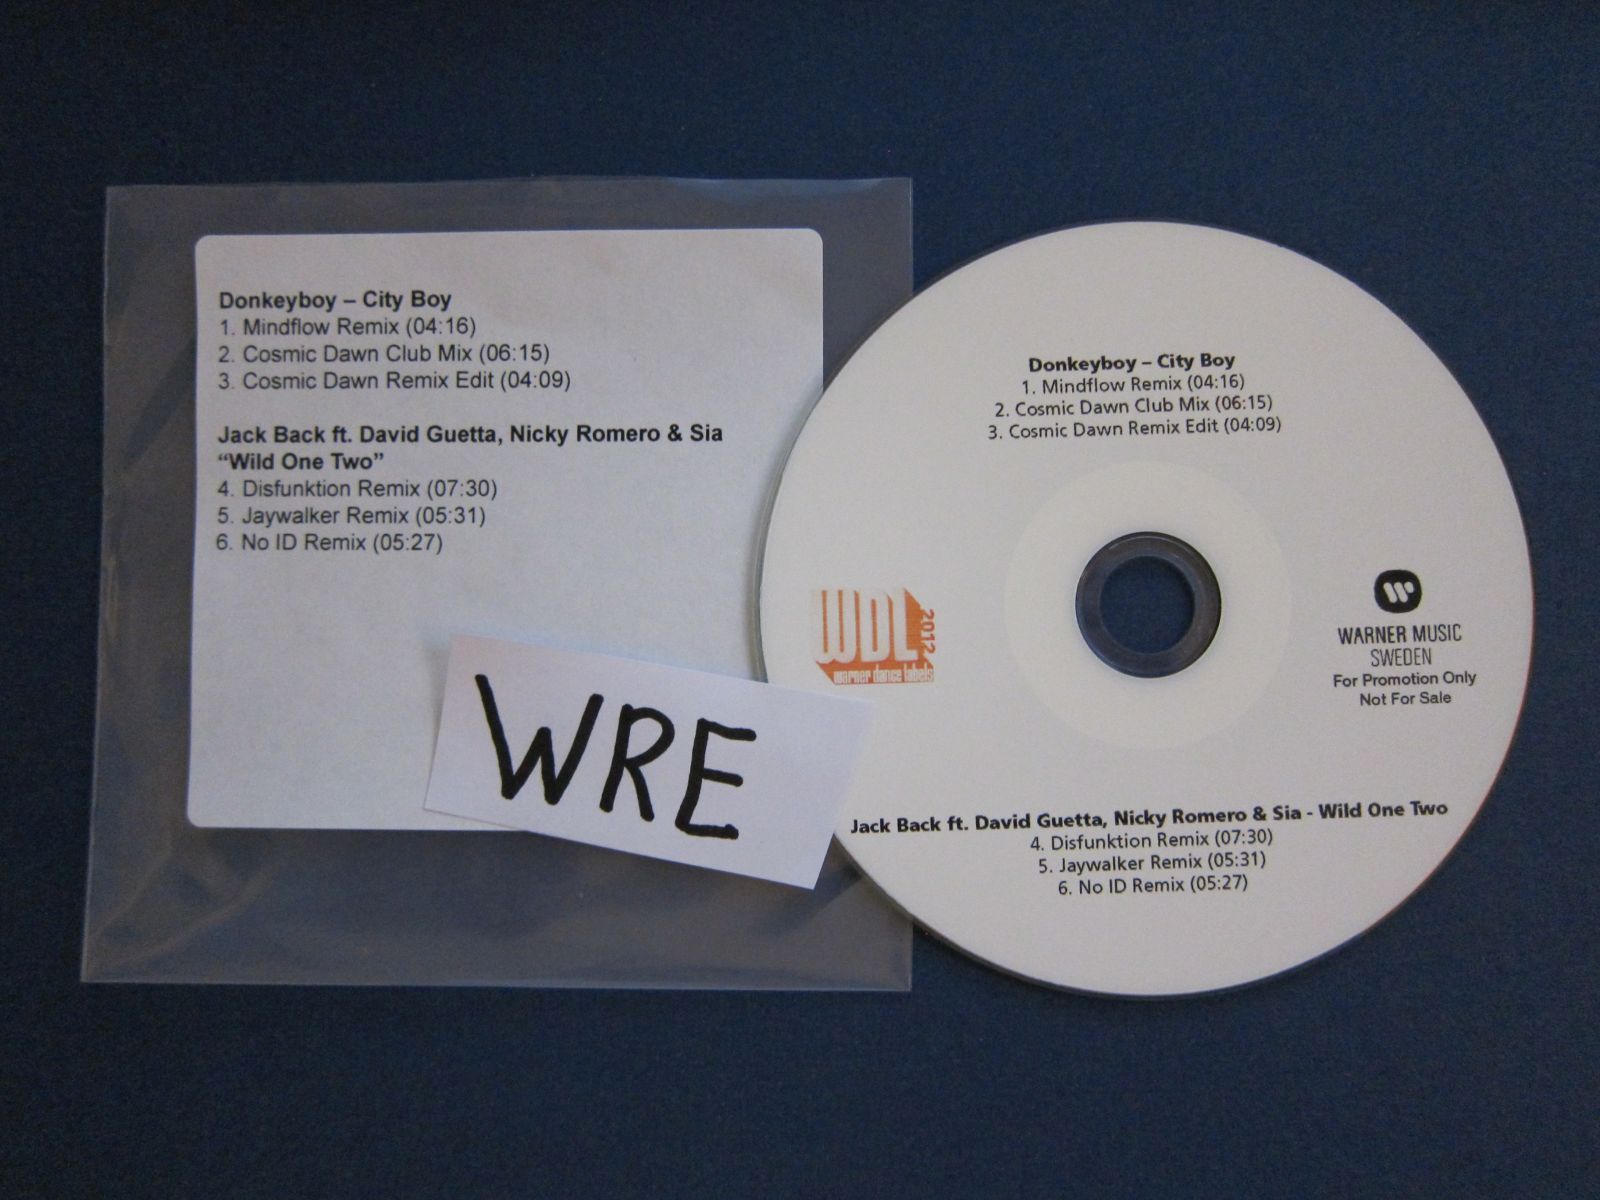 Donkeyboy – City Boy
1. Mindflow Remix (04:16)
2. Cosmic Dawn Club Mix (06:15)
3. Cosmic Dawn Remix Edit (04:09)
Jack Back ft. David Guetta, Nicky Romero & Sia
“Wild One Two”
4. Disfunktion Remix (07:30)
5. Jaywalker Remix (05:31)
6. No ID Remix (05:27)
WRE
Donkeyboy – City Boy
1. Mindflow Remix (04:16)
2. Cosmic Dawn Club Mix (06:15)
3. Cosmic Dawn Remix Edit (04:09)
WDL
2012
warner dance labels
WARNER MUSIC
SWEDEN
For Promotion Only
Not For Sale
Jack Back ft. David Guetta, Nicky Romero & Sia - Wild One Two
4. Disfunktion Remix (07:30)
5. Jaywalker Remix (05:31)
6. No ID Remix (05:27)